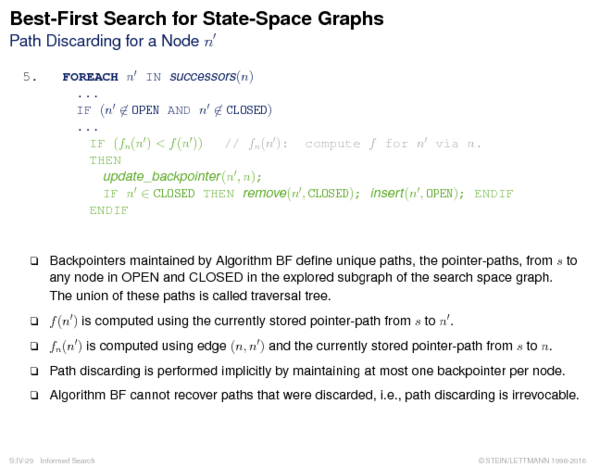 Best-First Search for State-Space Graphs
Path Discarding for a Node n′
5. FOREACH n′ IN successors(n)
...
IF (n′ ∉ OPEN AND n′ ∉ CLOSED)
...
IF (fₙ(n′) < f(n′)) // fₙ(n′): compute f for n′ via n.
THEN
update_backpointer(n′, n);
IF n′ ∈ CLOSED THEN remove(n′, CLOSED); insert(n′, OPEN); ENDIF
ENDIF
❑ Backpointers maintained by Algorithm BF define unique paths, the pointer-paths, from s to
any node in OPEN and CLOSED in the explored subgraph of the search space graph.
The union of these paths is called traversal tree.
❑ f(n′) is computed using the currently stored pointer-path from s to n′.
❑ fₙ(n′) is computed using edge (n, n′) and the currently stored pointer-path from s to n.
❑ Path discarding is performed implicitly by maintaining at most one backpointer per node.
❑ Algorithm BF cannot recover paths that were discarded, i.e., path discarding is irrevocable.
S:IV-29 Informed Search © STEIN/LETTMANN 1998-2016